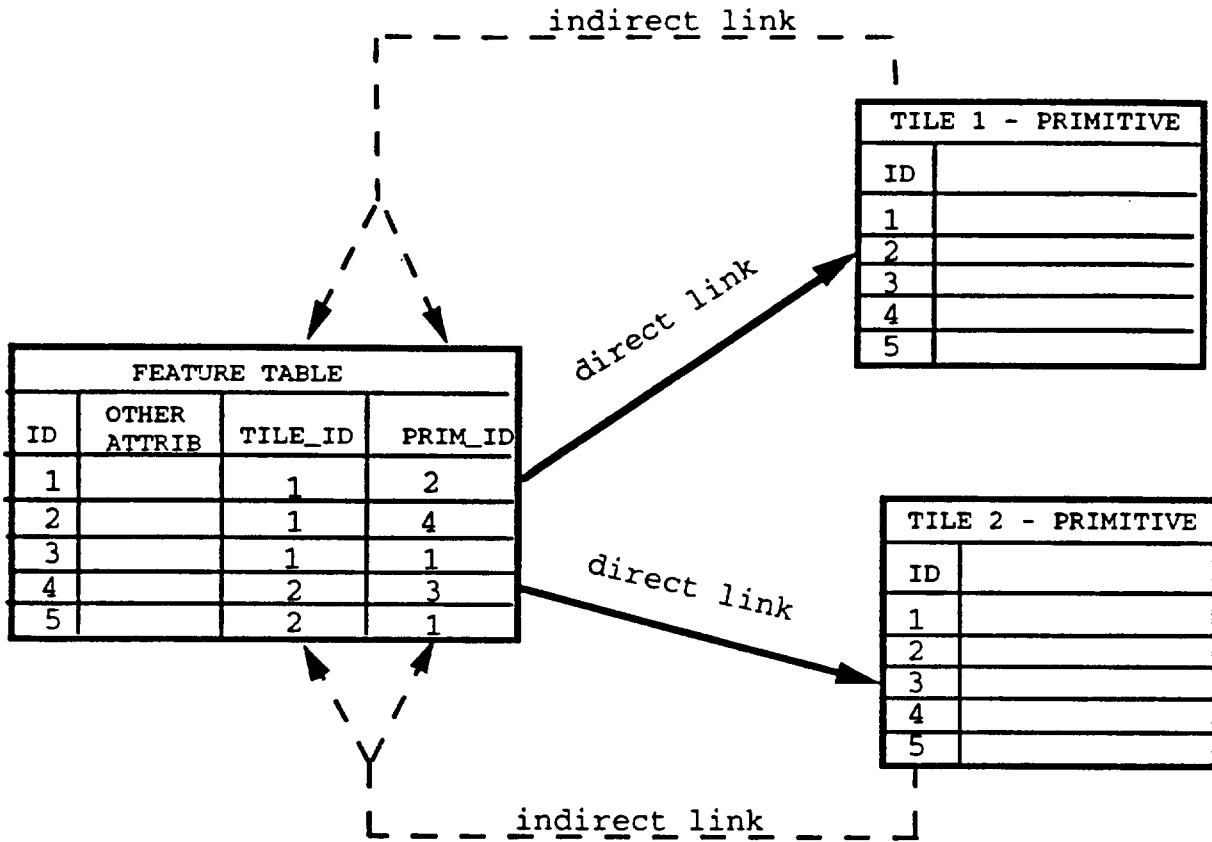 indirect link
TILE 1 - PRIMITIVE
ID
1
2
3
4
5
direct link
FEATURE TABLE
ID OTHER ATTRIB TILE_ID PRIM_ID
1 1 2
2 1 4
3 1 1
4 2 3
5 2 1
direct link
TILE 2 - PRIMITIVE
ID
1
2
3
4
5
indirect link